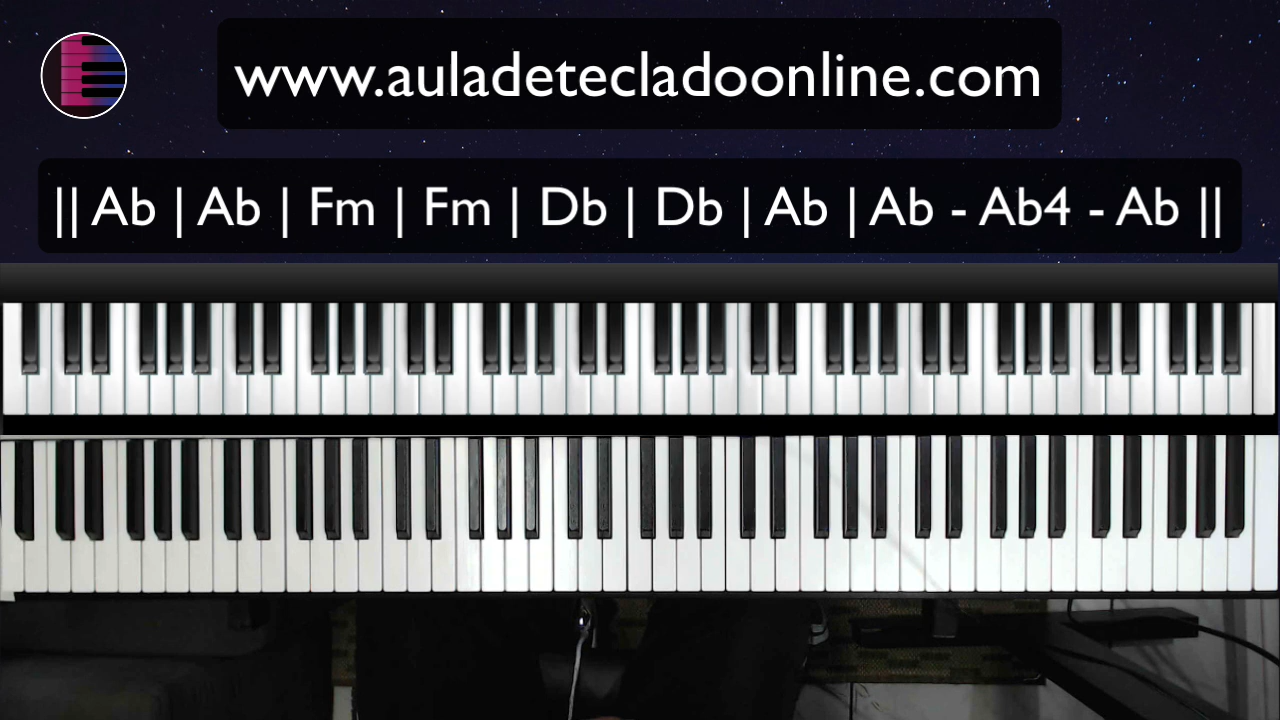 www.auladetecladoonline.com
|| Ab | Ab | Fm | Fm | Db | Db | Ab | Ab - Ab4 - Ab ||